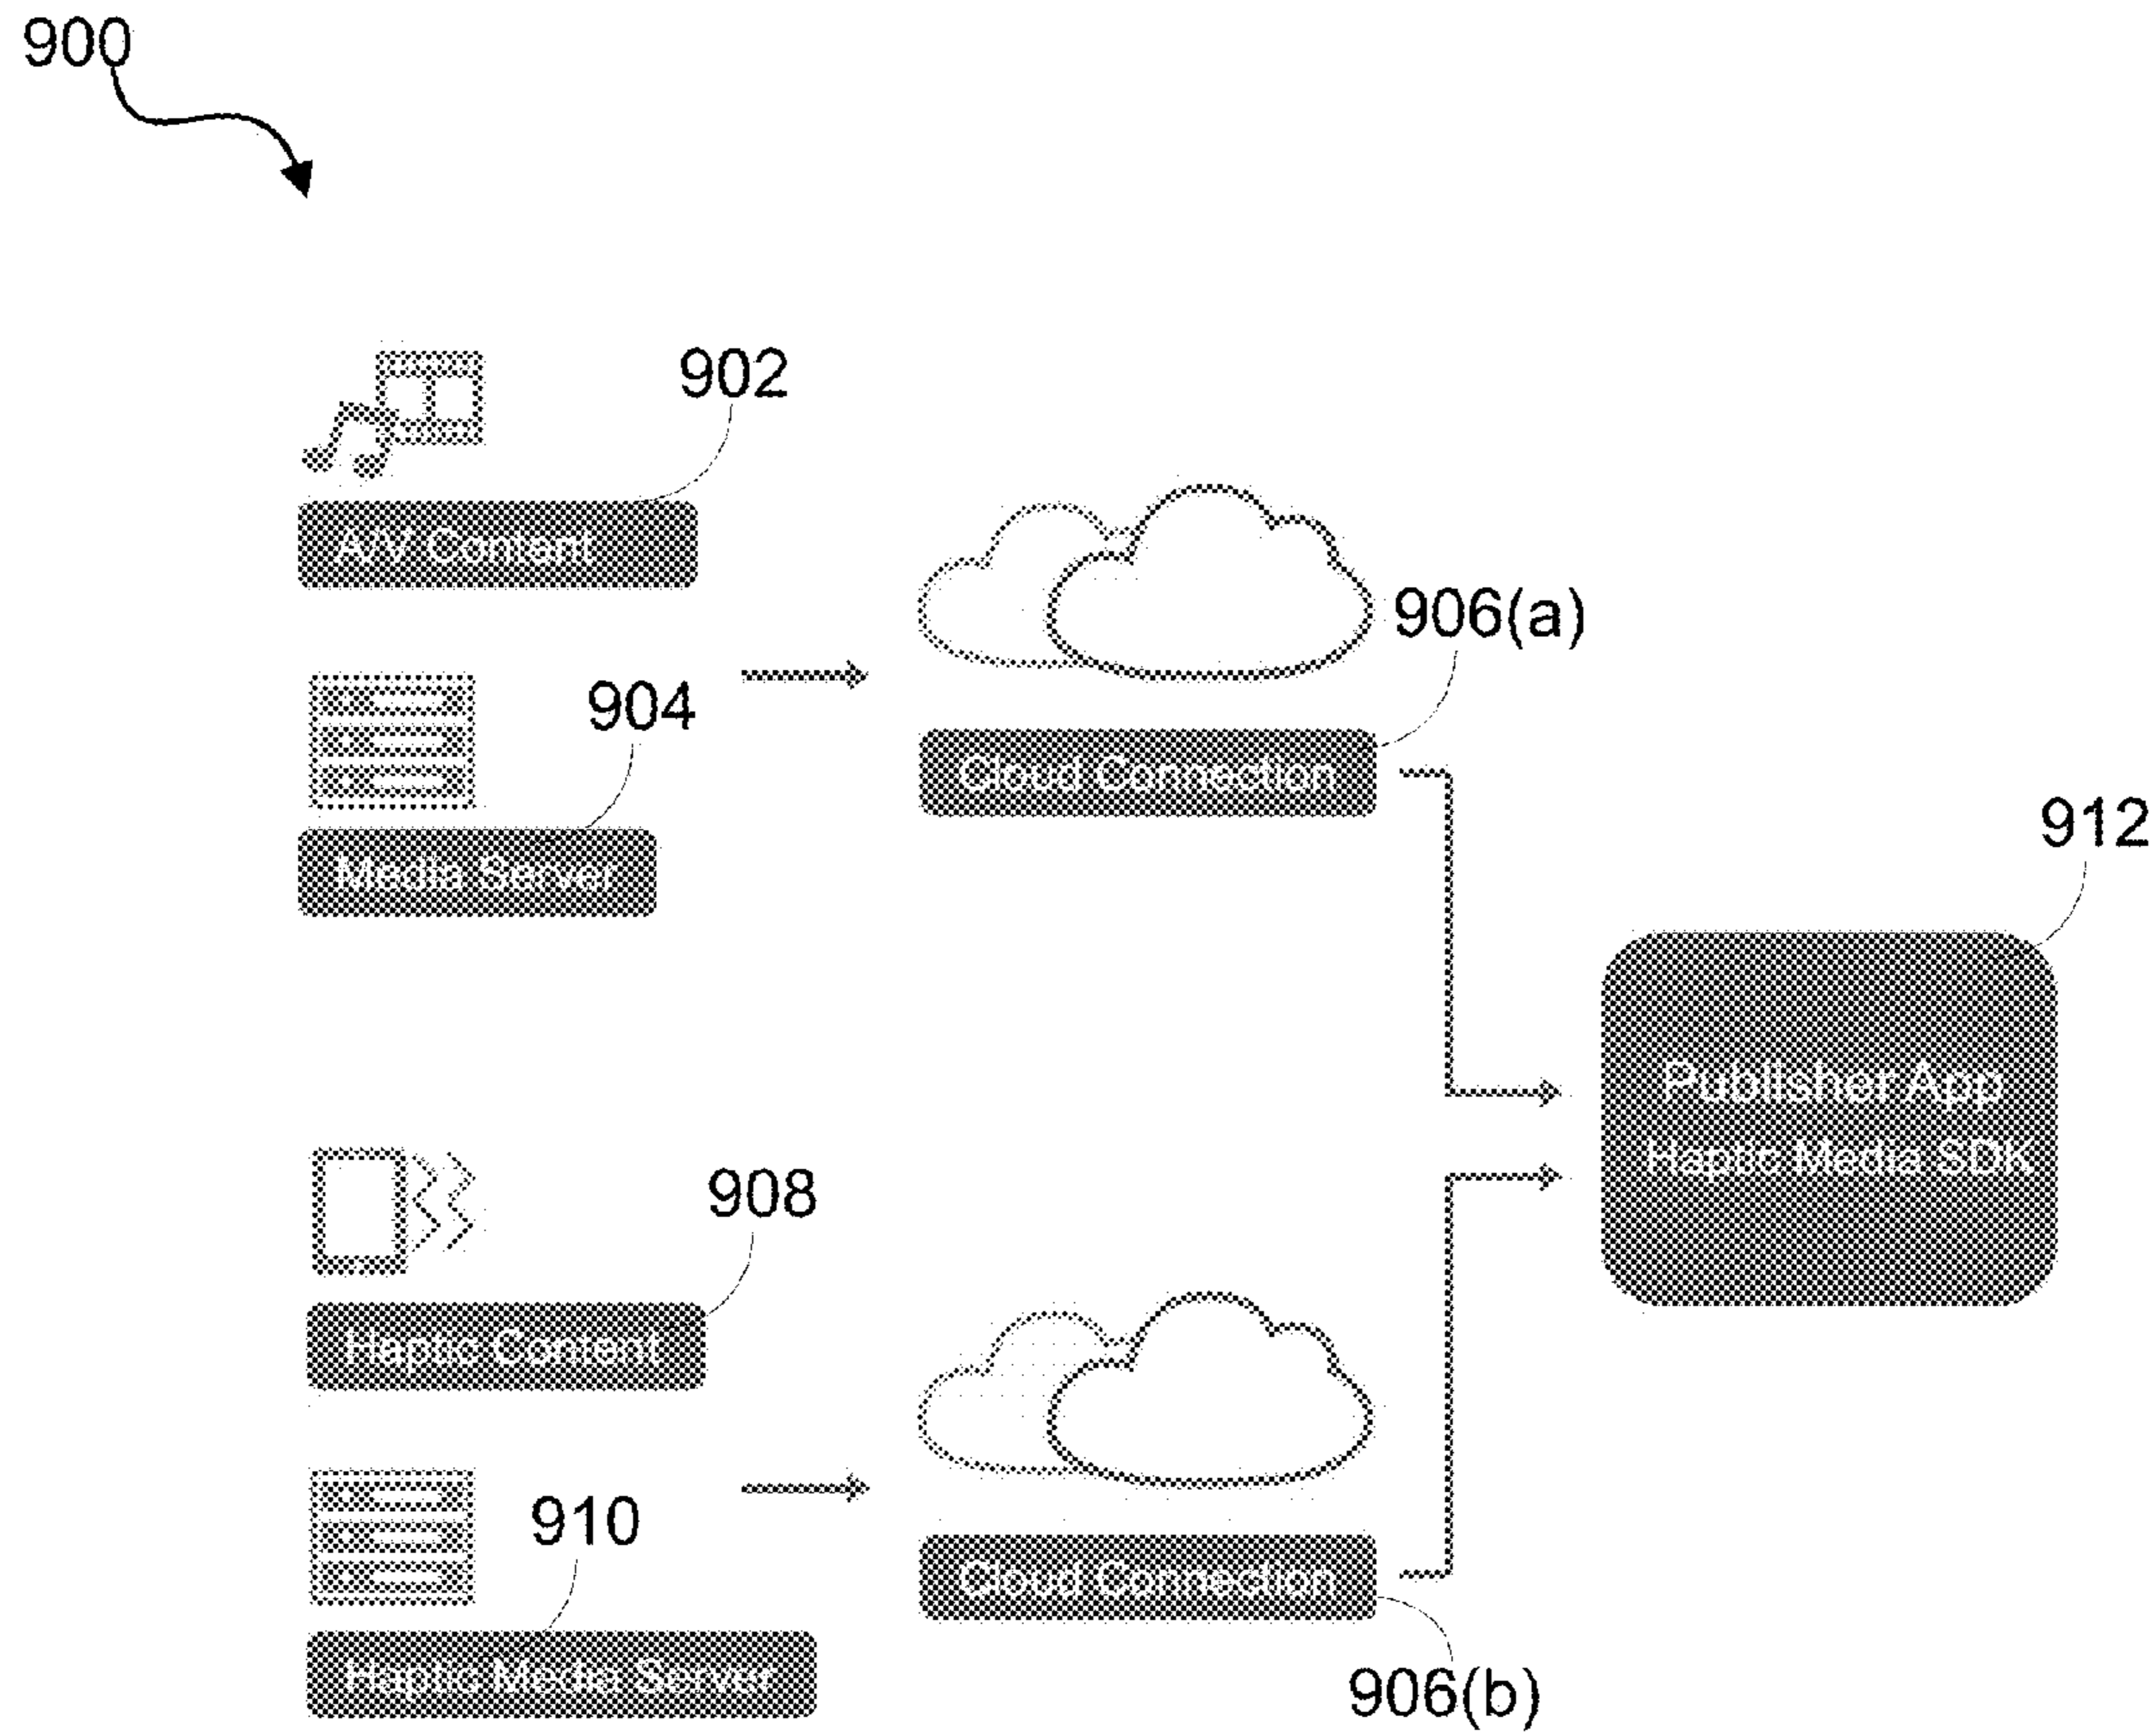 900
902
A/V Content
906(a)
904
Cloud Connection
Media Server
912
Publisher App
Haptic Media SDK
908
Haptic Content
910
Cloud Connection
Haptic Media Server
906(b)